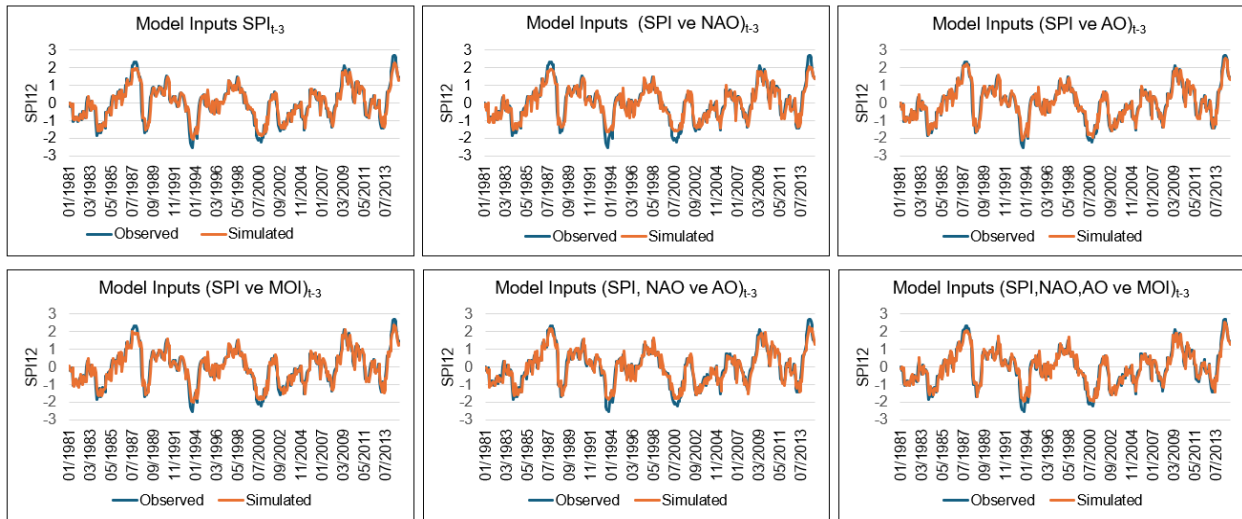 Model Inputs SPIt-3
3
2
1
0
-1
-2
-3
SPI12
01/1981 03/1983 05/1985 07/1987 09/1989 11/1991 01/1994 03/1996 05/1998 07/2000 09/2002 11/2004 01/2007 03/2009 05/2011 07/2013
Observed Simulated
Model Inputs (SPI ve NAO)t-3
3
2
1
0
-1
-2
-3
SPI12
01/1981 03/1983 05/1985 07/1987 09/1989 11/1991 01/1994 03/1996 05/1998 07/2000 09/2002 11/2004 01/2007 03/2009 05/2011 07/2013
Observed Simulated
Model Inputs (SPI ve AO)t-3
3
2
1
0
-1
-2
-3
SPI12
01/1981 03/1983 05/1985 07/1987 09/1989 11/1991 01/1994 03/1996 05/1998 07/2000 09/2002 11/2004 01/2007 03/2009 05/2011 07/2013
Observed Simulated
Model Inputs (SPI ve MOI)t-3
3
2
1
0
-1
-2
-3
SPI12
01/1981 03/1983 05/1985 07/1987 09/1989 11/1991 01/1994 03/1996 05/1998 07/2000 09/2002 11/2004 01/2007 03/2009 05/2011 07/2013
Observed Simulated
Model Inputs (SPI, NAO ve AO)t-3
3
2
1
0
-1
-2
-3
SPI12
01/1981 03/1983 05/1985 07/1987 09/1989 11/1991 01/1994 03/1996 05/1998 07/2000 09/2002 11/2004 01/2007 03/2009 05/2011 07/2013
Observed Simulated
Model Inputs (SPI,NAO,AO ve MOI)t-3
3
2
1
0
-1
-2
-3
SPI12
01/1981 03/1983 05/1985 07/1987 09/1989 11/1991 01/1994 03/1996 05/1998 07/2000 09/2002 11/2004 01/2007 03/2009 05/2011 07/2013
Observed Simulated